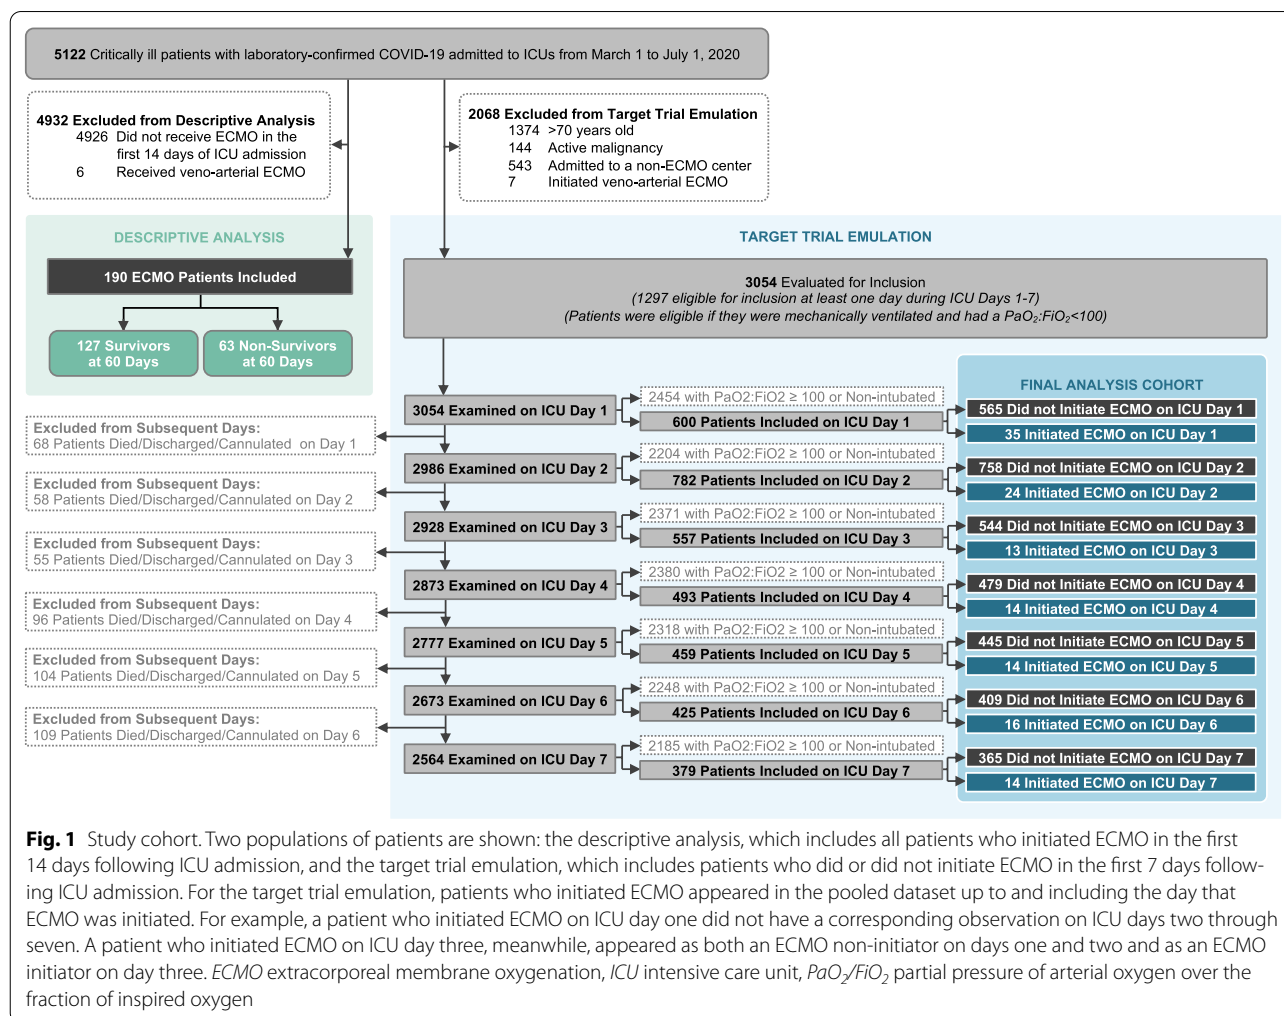 5122 Critically ill patients with laboratory-confirmed COVID-19 admitted to ICUs from March 1 to July 1, 2020
4932 Excluded from Descriptive Analysis
4926 Did not receive ECMO in the
first 14 days of ICU admission
6 Received veno-arterial ECMO
2068 Excluded from Target Trial Emulation
1374 >70 years old
144 Active malignancy
543 Admitted to a non-ECMO center
7 Initiated veno-arterial ECMO
DESCRIPTIVE ANALYSIS
190 ECMO Patients Included
127 Survivors
at 60 Days
63 Non-Survivors
at 60 Days
TARGET TRIAL EMULATION
3054 Evaluated for Inclusion
(1297 eligible for inclusion at least one day during ICU Days 1-7)
(Patients were eligible if they were mechanically ventilated and had a PaO₂:FiO₂<100)
FINAL ANALYSIS COHORT
3054 Examined on ICU Day 1
2454 with PaO2:FiO2 ≥ 100 or Non-intubated
600 Patients Included on ICU Day 1
565 Did not Initiate ECMO on ICU Day 1
35 Initiated ECMO on ICU Day 1
Excluded from Subsequent Days:
68 Patients Died/Discharged/Cannulated on Day 1
2986 Examined on ICU Day 2
2204 with PaO2:FiO2 ≥ 100 or Non-intubated
782 Patients Included on ICU Day 2
758 Did not Initiate ECMO on ICU Day 2
24 Initiated ECMO on ICU Day 2
Excluded from Subsequent Days:
58 Patients Died/Discharged/Cannulated on Day 2
2928 Examined on ICU Day 3
2371 with PaO2:FiO2 ≥ 100 or Non-intubated
557 Patients Included on ICU Day 3
544 Did not Initiate ECMO on ICU Day 3
13 Initiated ECMO on ICU Day 3
Excluded from Subsequent Days:
55 Patients Died/Discharged/Cannulated on Day 3
2873 Examined on ICU Day 4
2380 with PaO2:FiO2 ≥ 100 or Non-intubated
493 Patients Included on ICU Day 4
479 Did not Initiate ECMO on ICU Day 4
14 Initiated ECMO on ICU Day 4
Excluded from Subsequent Days:
96 Patients Died/Discharged/Cannulated on Day 4
2777 Examined on ICU Day 5
2318 with PaO2:FiO2 ≥ 100 or Non-intubated
459 Patients Included on ICU Day 5
445 Did not Initiate ECMO on ICU Day 5
14 Initiated ECMO on ICU Day 5
Excluded from Subsequent Days:
104 Patients Died/Discharged/Cannulated on Day 5
2673 Examined on ICU Day 6
2248 with PaO2:FiO2 ≥ 100 or Non-intubated
425 Patients Included on ICU Day 6
409 Did not Initiate ECMO on ICU Day 6
16 Initiated ECMO on ICU Day 6
Excluded from Subsequent Days:
109 Patients Died/Discharged/Cannulated on Day 6
2564 Examined on ICU Day 7
2185 with PaO2:FiO2 ≥ 100 or Non-intubated
379 Patients Included on ICU Day 7
365 Did not Initiate ECMO on ICU Day 7
14 Initiated ECMO on ICU Day 7
Fig. 1 Study cohort. Two populations of patients are shown: the descriptive analysis, which includes all patients who initiated ECMO in the first
14 days following ICU admission, and the target trial emulation, which includes patients who did or did not initiate ECMO in the first 7 days follow-
ing ICU admission. For the target trial emulation, patients who initiated ECMO appeared in the pooled dataset up to and including the day that
ECMO was initiated. For example, a patient who initiated ECMO on ICU day one did not have a corresponding observation on ICU days two through
seven. A patient who initiated ECMO on ICU day three, meanwhile, appeared as both an ECMO non-initiator on days one and two and as an ECMO
initiator on day three. ECMO extracorporeal membrane oxygenation, ICU intensive care unit, PaO₂/FiO₂ partial pressure of arterial oxygen over the
fraction of inspired oxygen